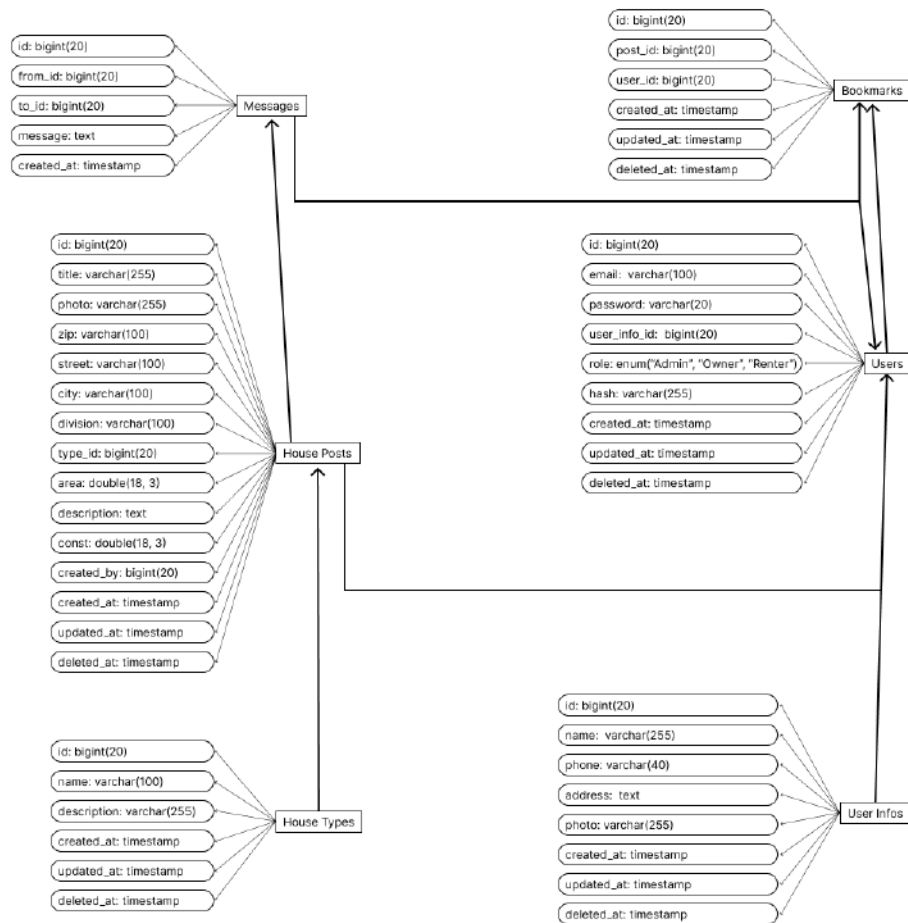 id: bigint(20)
from_id: bigint(20)
to_id: bigint(20)
message: text
created_at: timestamp
Messages
id: bigint(20)
post_id: bigint(20)
user_id: bigint(20)
created_at: timestamp
updated_at: timestamp
deleted_at: timestamp
Bookmarks
id: bigint(20)
title: varchar(255)
photo: varchar(255)
zip: varchar(100)
street: varchar(100)
city: varchar(100)
division: varchar(100)
type_id: bigint(20)
area: double(18, 3)
description: text
const: double(18, 3)
created_by: bigint(20)
created_at: timestamp
updated_at: timestamp
deleted_at: timestamp
House Posts
id: bigint(20)
email: varchar(100)
password: varchar(20)
user_info_id: bigint(20)
role: enum("Admin", "Owner", "Renter")
hash: varchar(255)
created_at: timestamp
updated_at: timestamp
deleted_at: timestamp
Users
id: bigint(20)
name: varchar(100)
description: varchar(255)
created_at: timestamp
updated_at: timestamp
deleted_at: timestamp
House Types
id: bigint(20)
name: varchar(255)
phone: varchar(40)
address: text
photo: varchar(255)
created_at: timestamp
updated_at: timestamp
deleted_at: timestamp
User Infos